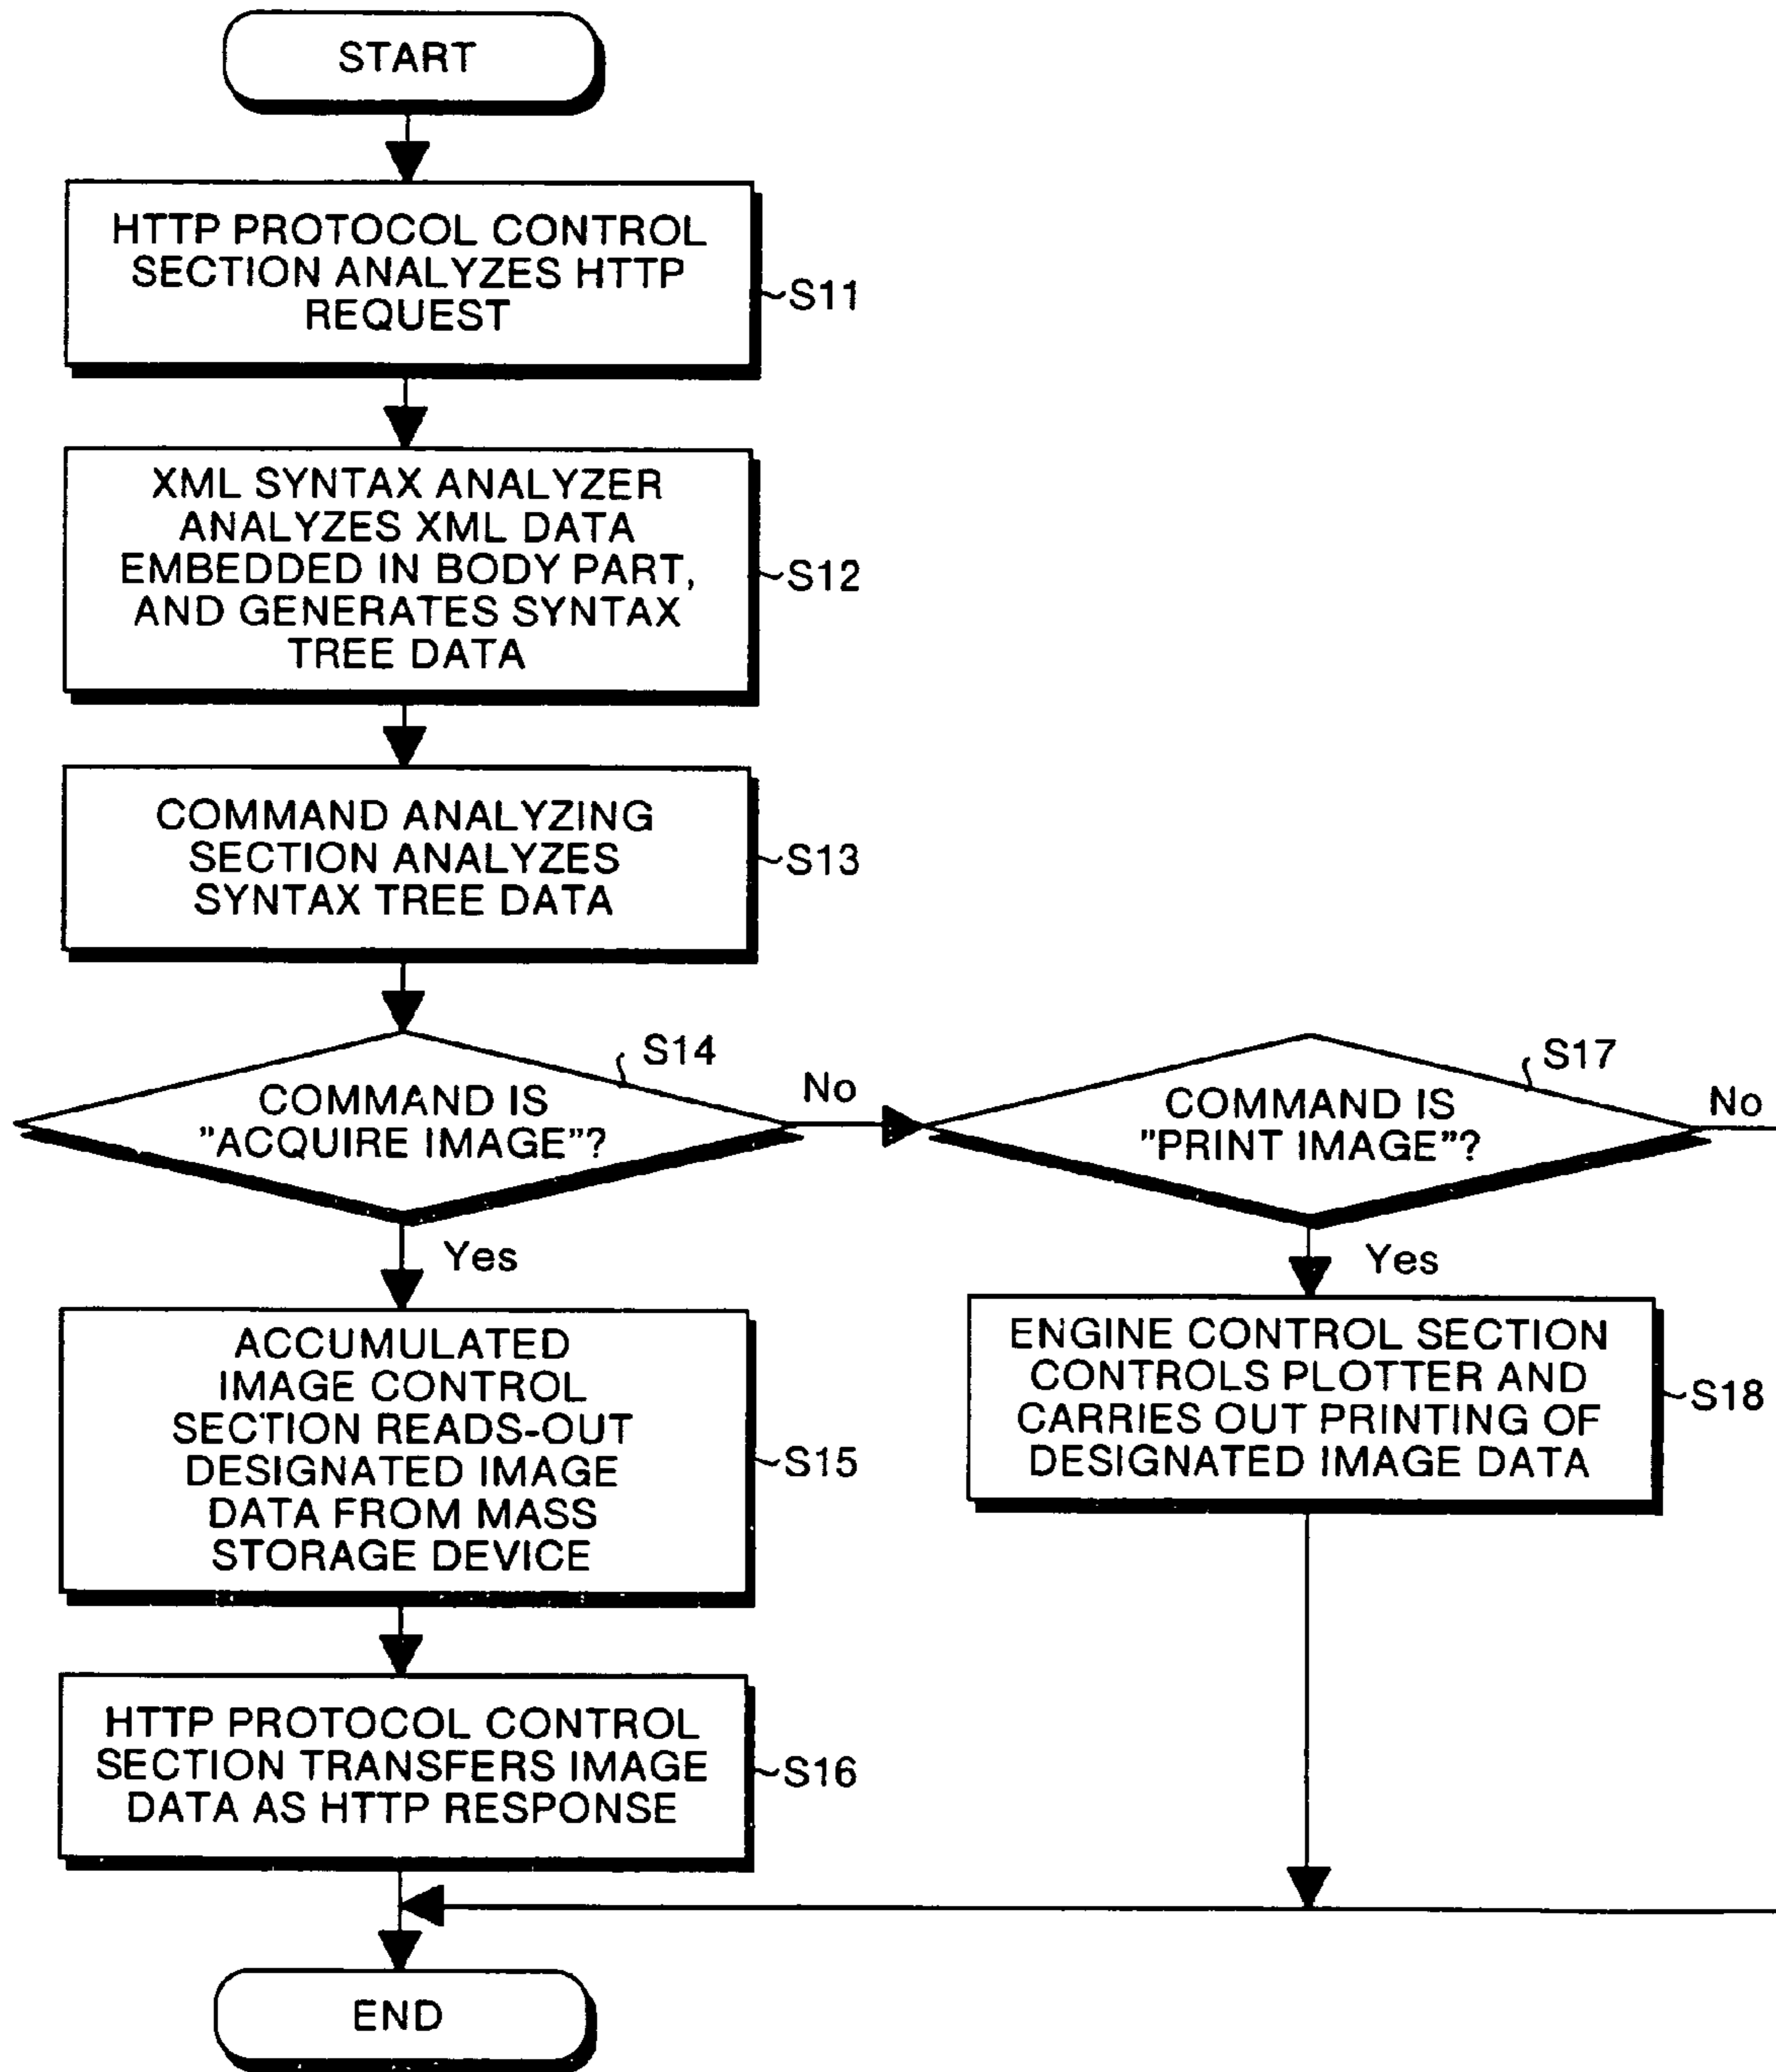 START
HTTP PROTOCOL CONTROL
SECTION ANALYZES HTTP
REQUEST
S11
XML SYNTAX ANALYZER
ANALYZES XML DATA
EMBEDDED IN BODY PART,
AND GENERATES SYNTAX
TREE DATA
S12
COMMAND ANALYZING
SECTION ANALYZES
SYNTAX TREE DATA
S13
S14
COMMAND IS
"ACQUIRE IMAGE"?
No
Yes
S17
COMMAND IS
"PRINT IMAGE"?
No
Yes
ACCUMULATED
IMAGE CONTROL
SECTION READS-OUT
DESIGNATED IMAGE
DATA FROM MASS
STORAGE DEVICE
S15
ENGINE CONTROL SECTION
CONTROLS PLOTTER AND
CARRIES OUT PRINTING OF
DESIGNATED IMAGE DATA
S18
HTTP PROTOCOL CONTROL
SECTION TRANSFERS IMAGE
DATA AS HTTP RESPONSE
S16
END